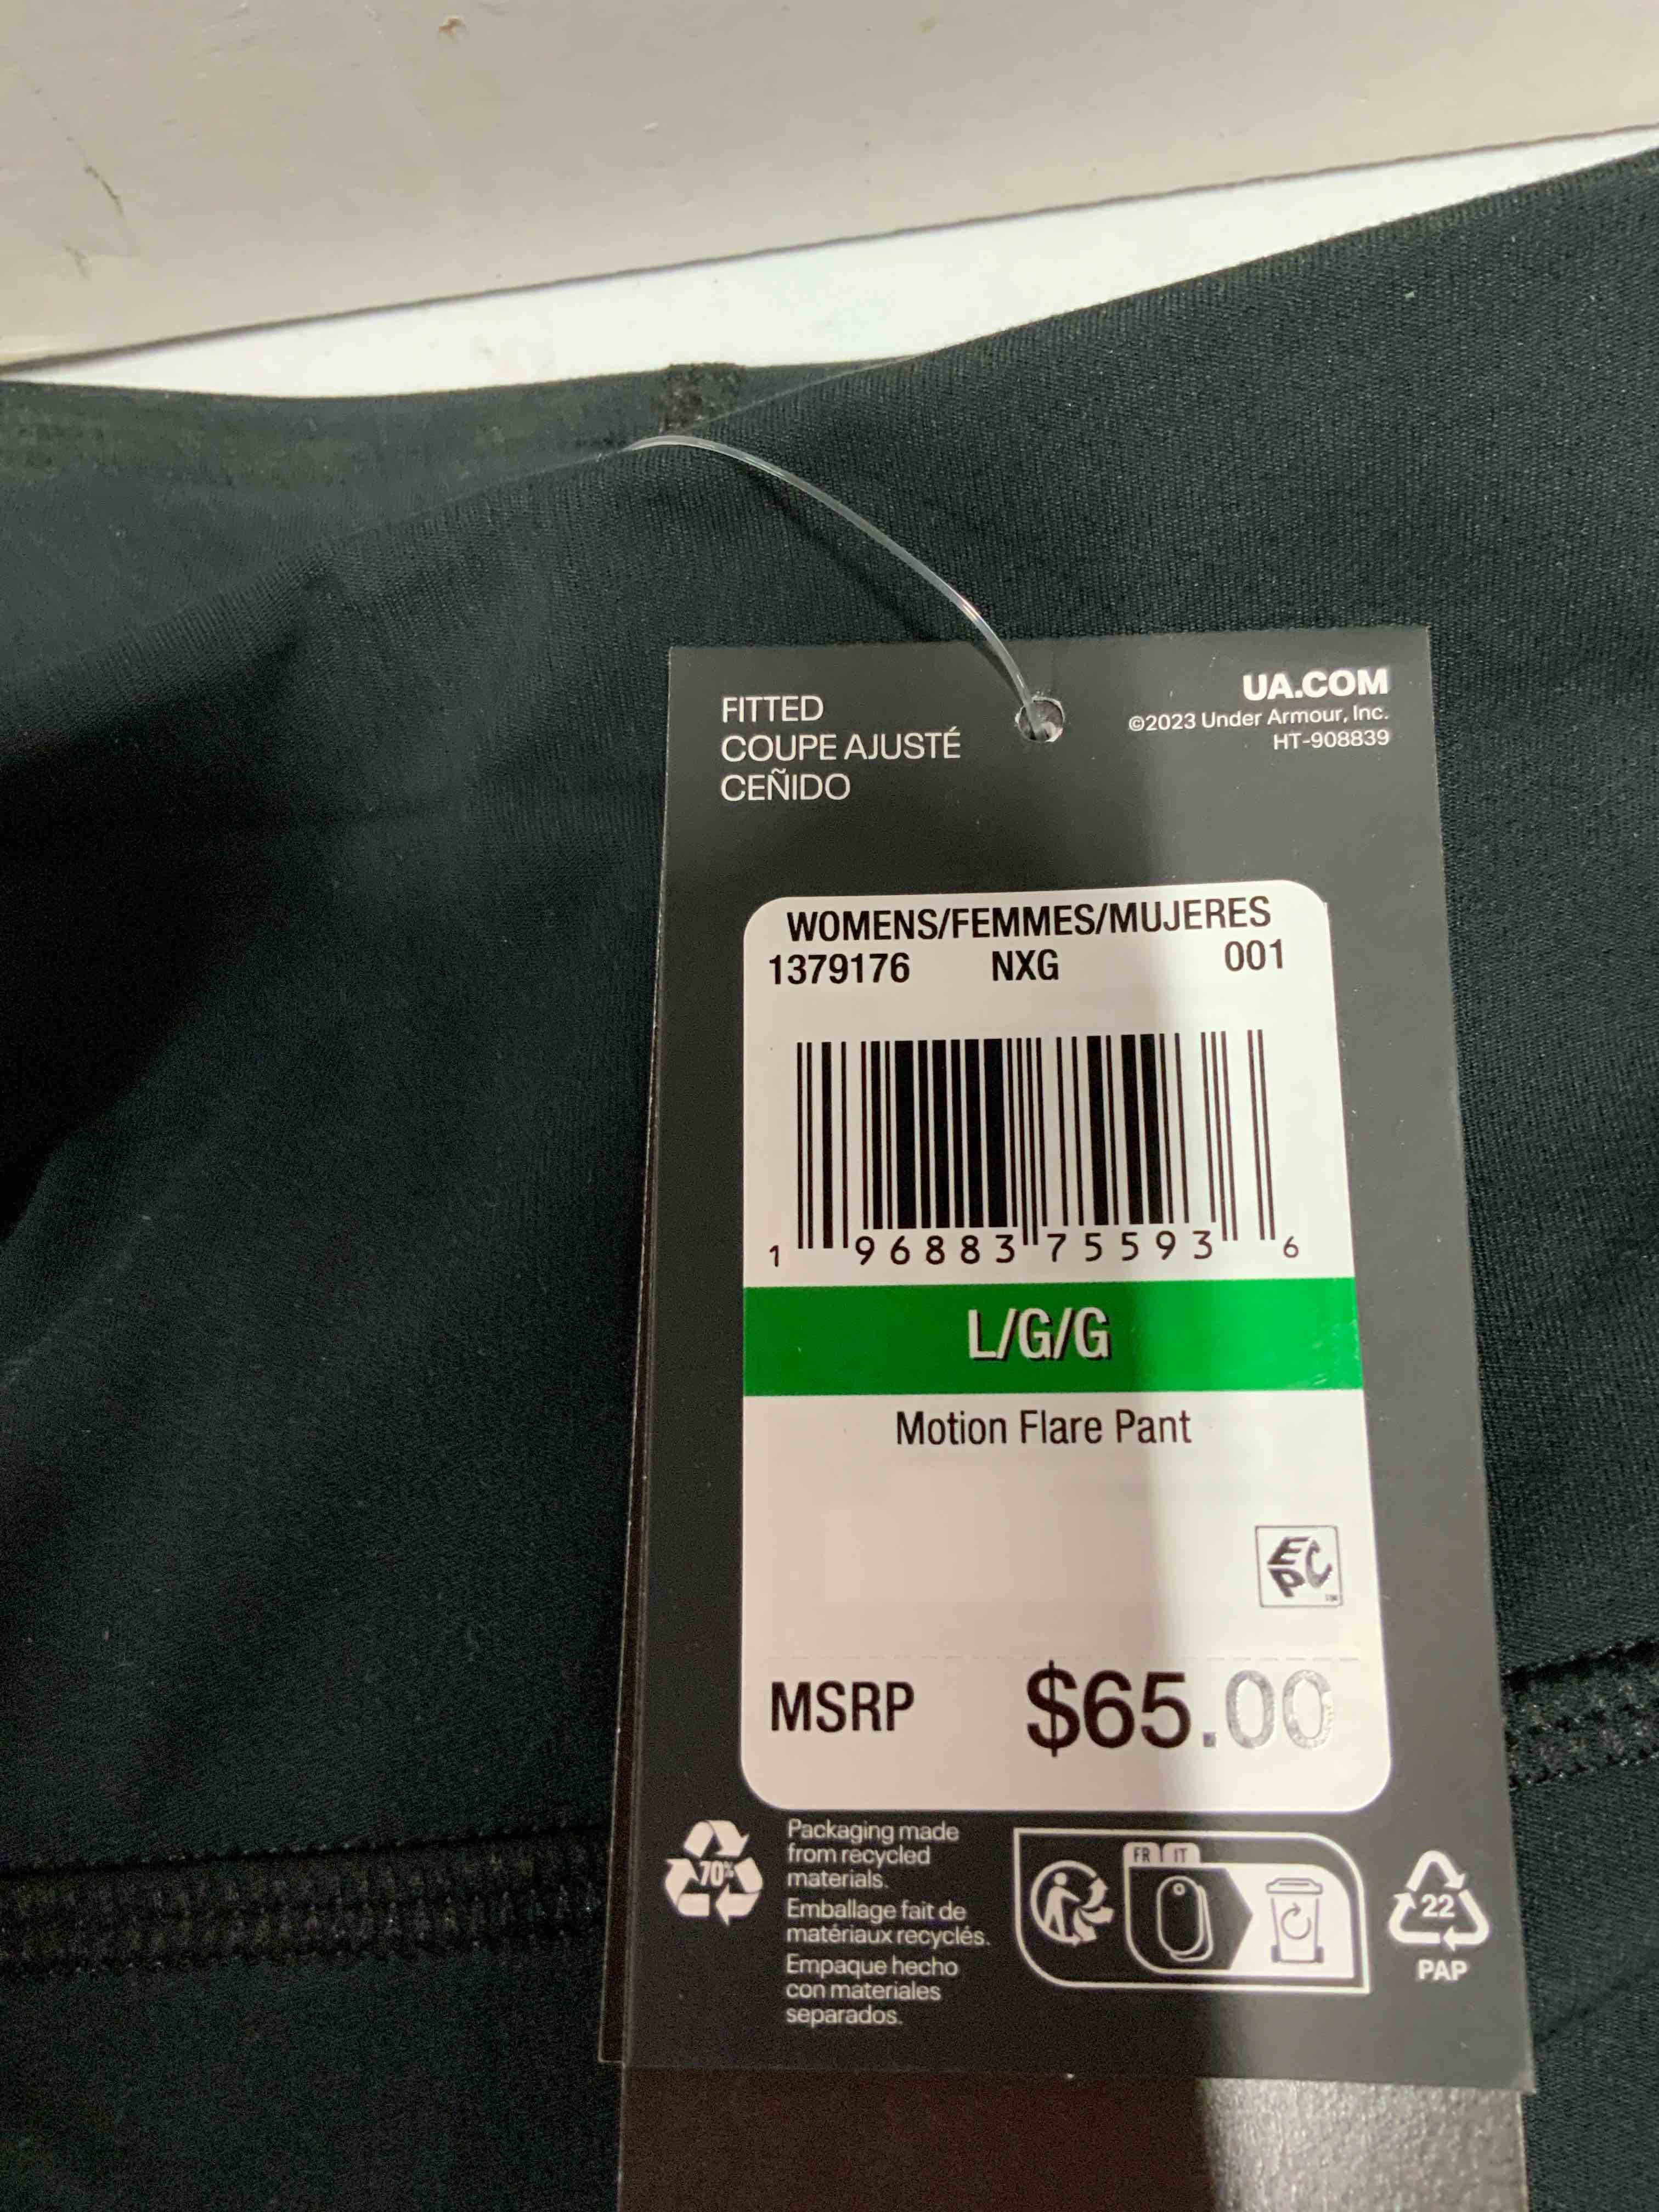 FITTED
COUPE AJUSTÉ
CEÑIDO
UA.COM
©2023 Under Armour, Inc.
HT-908839
WOMENS/FEMMES/MUJERES
1379176 NXG 001
1 96883 75593 6
L/G/G
Motion Flare Pant
EPC
MSRP $65.00
70%
Packaging made
from recycled
materials.
Emballage fait de
matériaux recyclés.
Empaque hecho
con materiales
separados.
FR IT
22
PAP